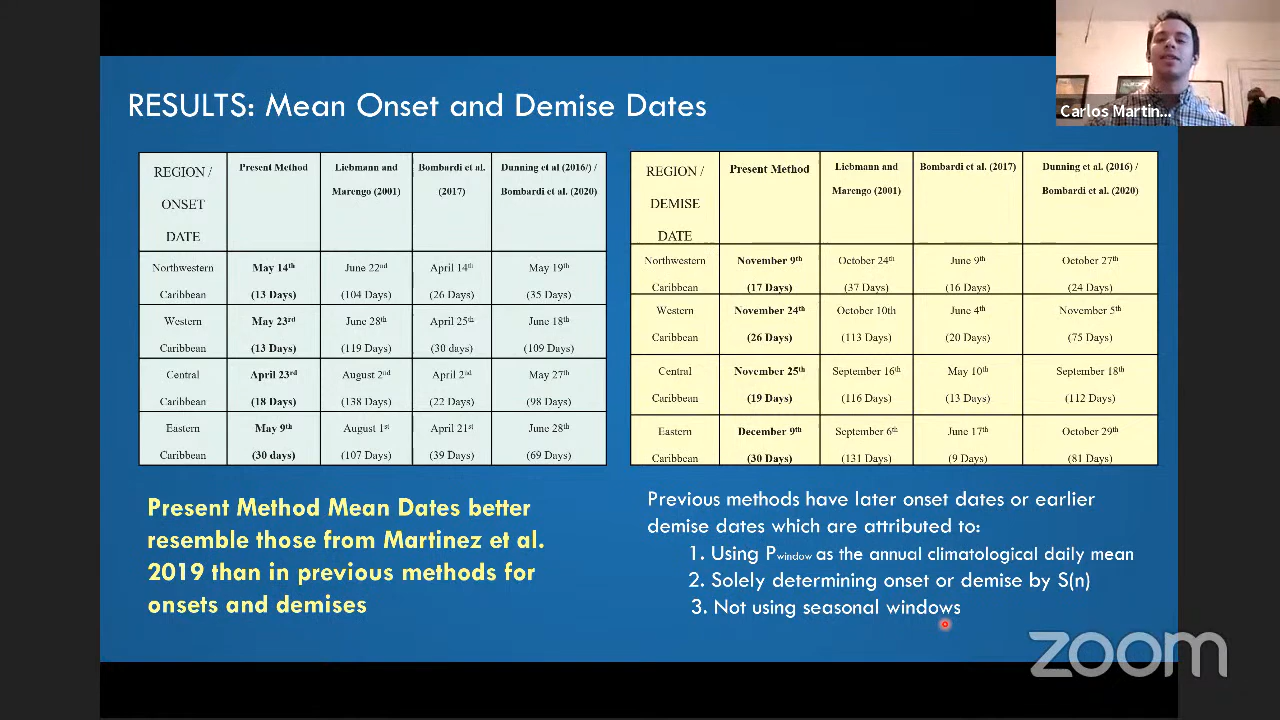 Carlos Martin...
RESULTS: Mean Onset and Demise Dates
REGION / ONSET DATE Present Method Liebmann and Marengo (2001) Bombardi et al. (2017) Dunning et al (2016/) / Bombardi et al. (2020)
Northwestern Caribbean May 14th (13 Days) June 22nd (104 Days) April 14th (26 Days) May 19th (35 Days)
Western Caribbean May 23rd (13 Days) June 28th (119 Days) April 25th (30 days) June 18th (109 Days)
Central Caribbean April 23rd (18 Days) August 2nd (138 Days) April 2nd (22 Days) May 27th (98 Days)
Eastern Caribbean May 9th (30 days) August 1st (107 Days) April 21st (39 Days) June 28th (69 Days)
REGION / DEMISE DATE Present Method Liebmann and Marengo (2001) Bombardi et al. (2017) Dunning et al. (2016) / Bombardi et al. (2020)
Northwestern Caribbean November 9th (17 Days) October 24th (37 Days) June 9th (16 Days) October 27th (24 Days)
Western Caribbean November 24th (26 Days) October 10th (113 Days) June 4th (20 Days) November 5th (75 Days)
Central Caribbean November 25th (19 Days) September 16th (116 Days) May 10th (13 Days) September 18th (112 Days)
Eastern Caribbean December 9th (30 Days) September 6th (131 Days) June 17th (9 Days) October 29th (81 Days)
Present Method Mean Dates better
resemble those from Martinez et al.
2019 than in previous methods for
onsets and demises
Previous methods have later onset dates or earlier
demise dates which are attributed to:
1. Using Pwindow as the annual climatological daily mean
2. Solely determining onset or demise by S(n)
3. Not using seasonal windows
zoom